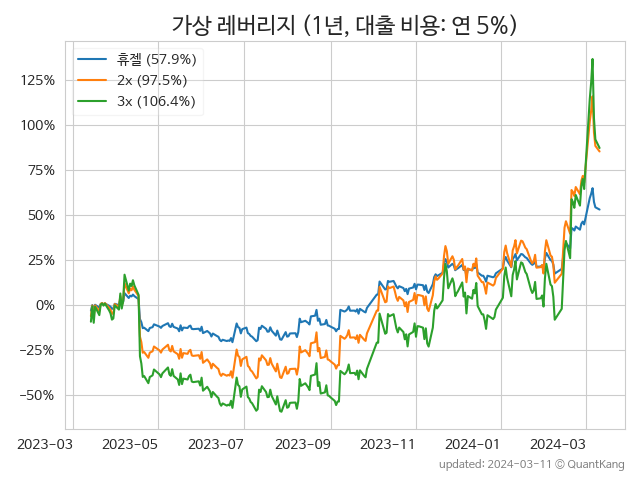 가상 레버리지 (1년, 대출 비용: 연 5%)
휴젤 (57.9%)
2x (97.5%)
3x (106.4%)
125%
100%
75%
50%
25%
0%
−25%
−50%
2023-03 2023-05 2023-07 2023-09 2023-11 2024-01 2024-03
updated: 2024-03-11 © QuantKang